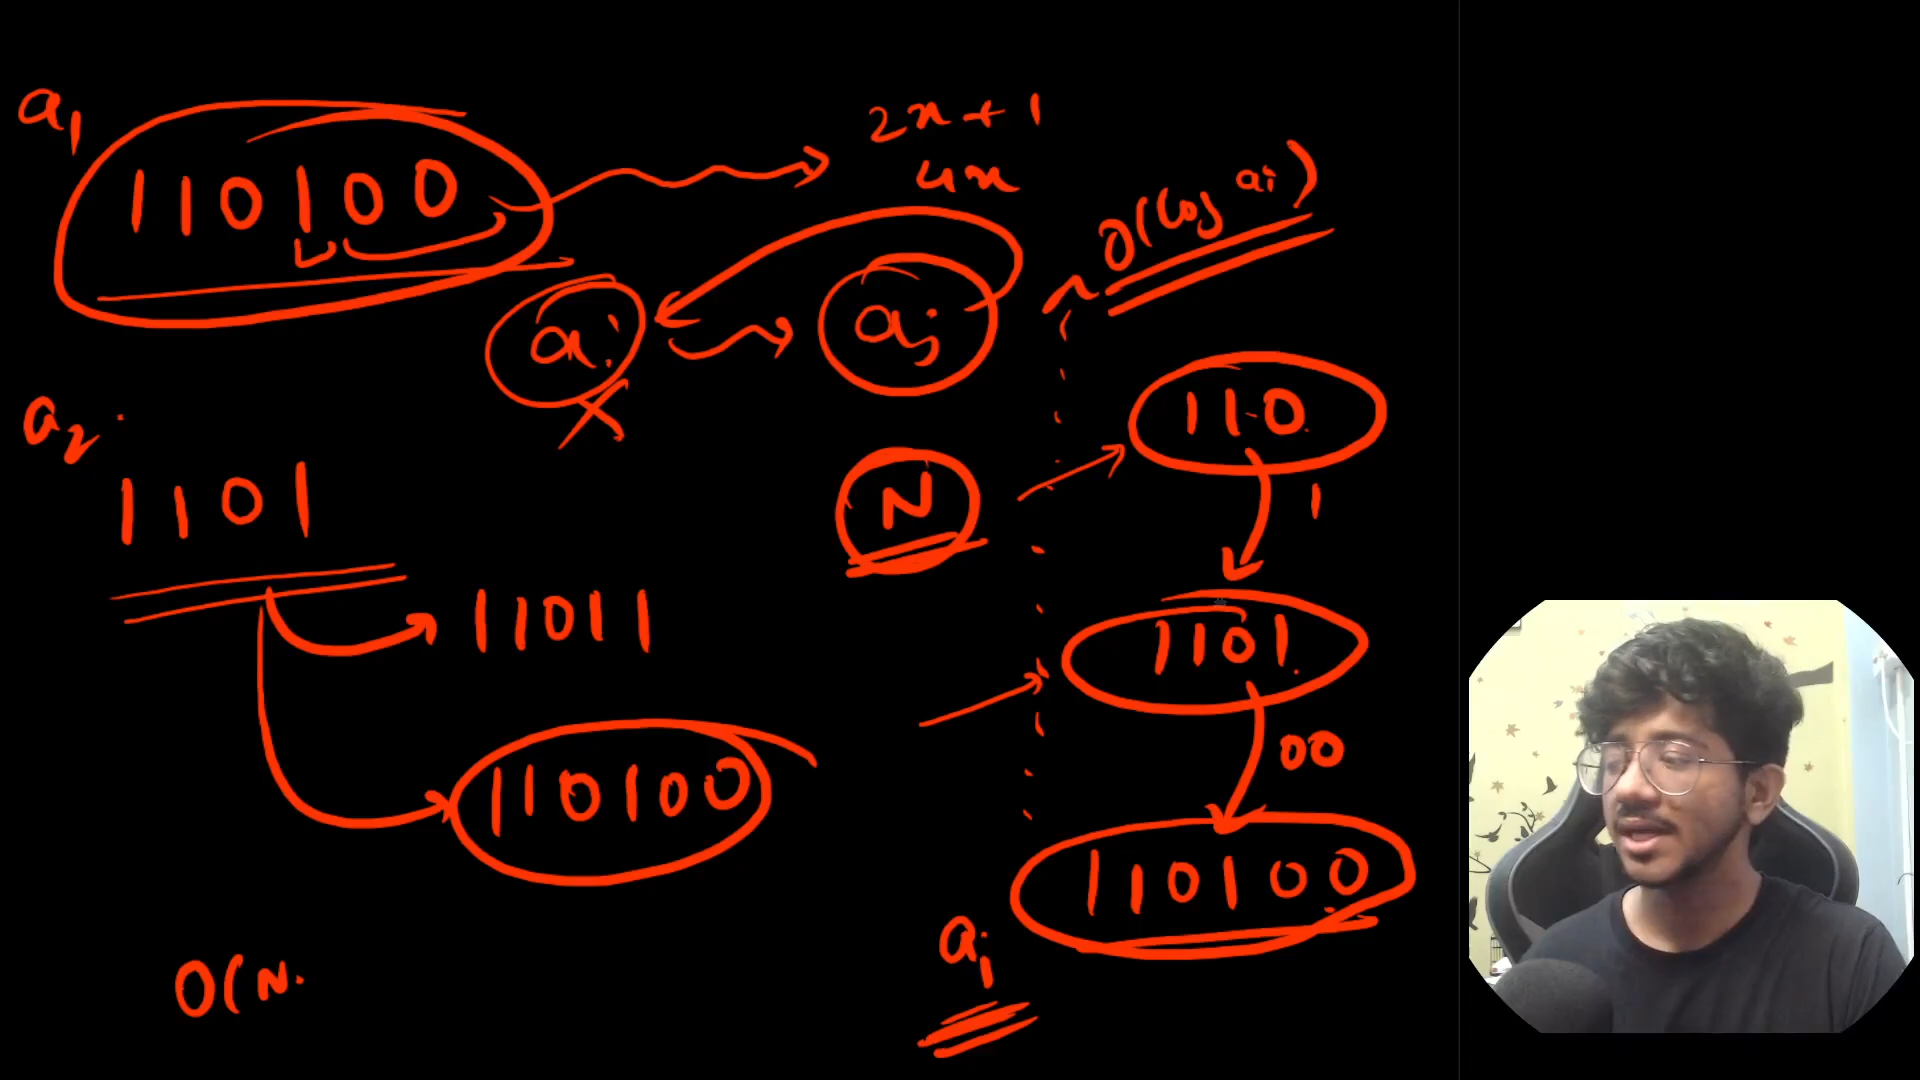 a1
110100
2x + 1
4x
O(log ai)
ai
aj
110
a2
1101
N
1
11011
1101
00
110100
110100
ai
O(N.